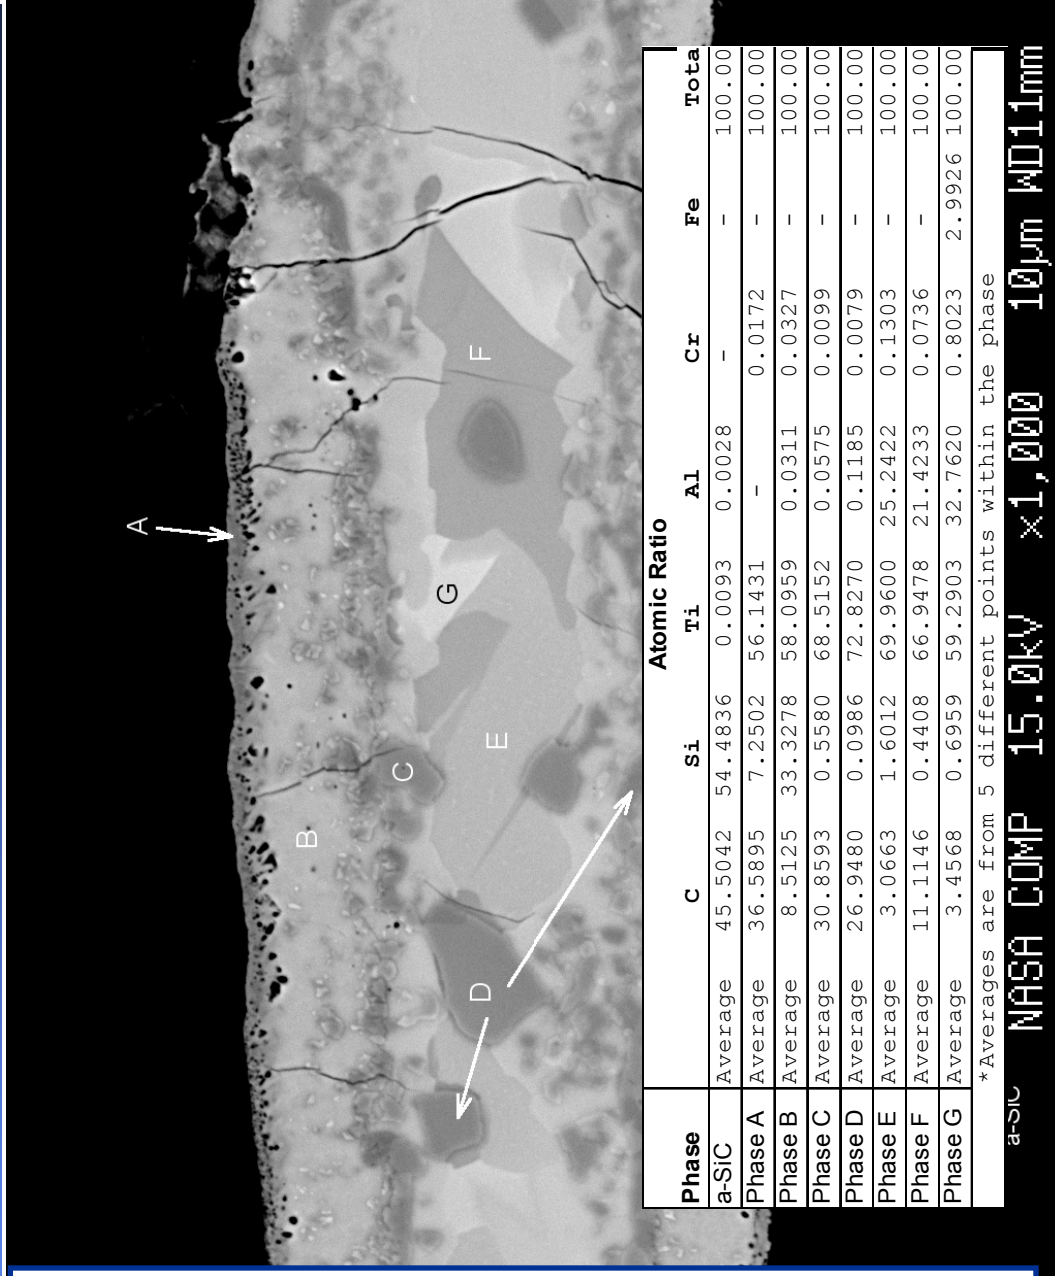 A
B
C
D
E
F
G
Atomic Ratio
Phase C Si Ti Al Cr Fe Tota
a-SiC Average 45.5042 54.4836 0.0093 0.0028 - - 100.00
Phase A Average 36.5895 7.2502 56.1431 - 0.0172 - 100.00
Phase B Average 8.5125 33.3278 58.0959 0.0311 0.0327 - 100.00
Phase C Average 30.8593 0.5580 68.5152 0.0575 0.0099 - 100.00
Phase D Average 26.9480 0.0986 72.8270 0.1185 0.0079 - 100.00
Phase E Average 3.0663 1.6012 69.9600 25.2422 0.1303 - 100.00
Phase F Average 11.1146 0.4408 66.9478 21.4233 0.0736 - 100.00
Phase G Average 3.4568 0.6959 59.2903 32.7620 0.8023 2.9926 100.00
*Averages are from 5 different points within the phase
a-SiC
NASA COMP 15.0kV ×1,000 10µm WD11mm